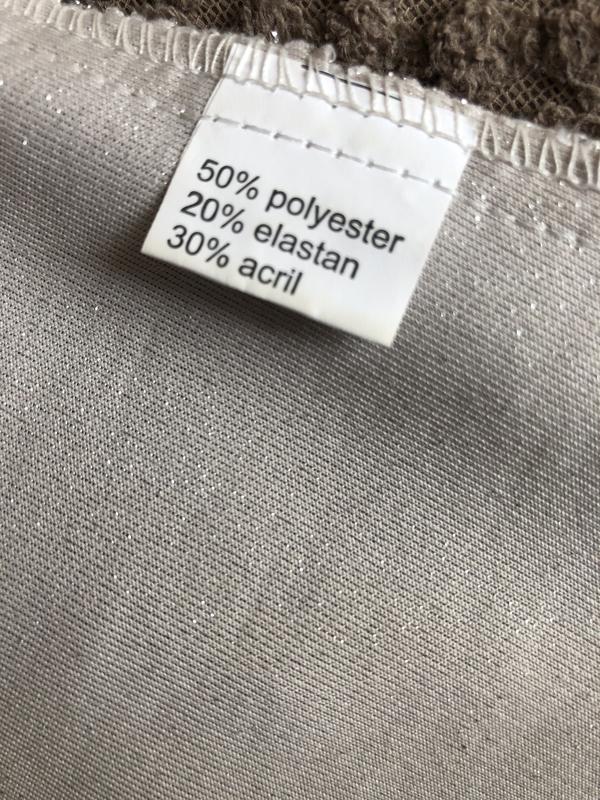 50% polyester
20% elastan
30% acril